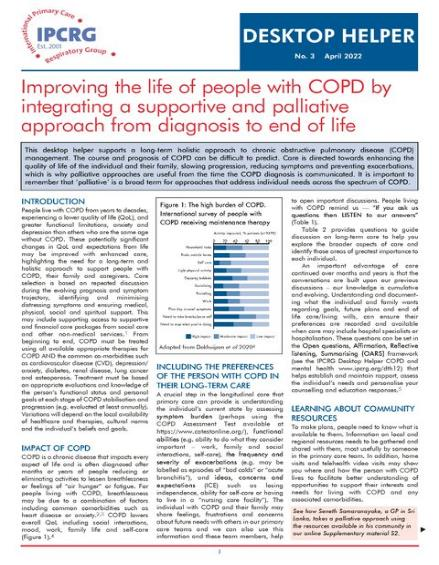 International Primary Care
IPCRG
Est. 2001
Respiratory Group
DESKTOP HELPER
No. 3 April 2022
Improving the life of people with COPD by
integrating a supportive and palliative
approach from diagnosis to end of life
This desktop helper supports a long-term holistic approach to chronic obstructive pulmonary disease (COPD)
management. The course and prognosis of COPD can be difficult to predict. Care is directed towards enhancing the
quality of life of the individual and their family, slowing progression, reducing symptoms and preventing exacerbations,
which is why palliative approaches are useful from the time the COPD diagnosis is communicated. It is important to
remember that 'palliative' is a broad term for approaches that address individual needs across the spectrum of COPD.
INTRODUCTION
People live with COPD from years to decades,
experiencing a lower quality of life (QoL), and
greater functional limitations, anxiety and
depression than others who are the same age
without COPD. These potentially significant
changes in QoL and expectations from life
may be improved with enhanced care,
highlighting the need for a long-term and
holistic approach to support people with
COPD, their family and caregivers. Care
selection is based on repeated discussion
during the evolving prognosis and symptom
trajectory, identifying and minimising
distressing symptoms and ensuring medical,
physical, social and spiritual support. This
may include supporting access to supportive
and financial care packages from social care
and other non-medical services.
From
beginning to end, COPD must be treated
using all available appropriate therapies for
COPD AND the common co-morbidities such
as cardiovascular disease (CVD), depression/
anxiety, diabetes, renal disease, lung cancer
and osteoporosis. Treatment must be based
on appropriate evaluations and knowledge of
the person's functional status and personal
goals at each stage of COPD stabilisation and
progression (e.g. evaluated at least annually).
Variations will depend on the local availability
of healthcare and therapies, cultural norms
and the individual's beliefs and goals.
IMPACT OF COPD
COPD is a chronic disease that impacts every
aspect of life and is often diagnosed after
months or years of people reducing or
eliminating activities to lessen breathlessness
or feelings of "air hunger" or fatigue. For
people living with COPD, breathlessness
may be due to a combination of factors
including common comorbidities such as
heart disease or anxiety. COPD lowers
overall QoL including social interactions,
mood, work, family life and self-care
(Figure 1).
Figure 1: The high burden of COPD.
International survey of people with
COPD receiving maintenance therapy
Household tasks
Self care
Light physical activity
Socialising
Work
Adapted from Dekhuijzen et al 2020
INCLUDING THE PREFERENCES
OF THE PERSON WITH COPD IN
THEIR LONG-TERM CARE
A crucial step in the longitudinal care that
primary care can provide is understanding
the individual's current state by assessing
symptom burden (perhaps using the
COPD Assessment Test available at
https://www.catestonline.org/), functional
abilities (e.g. ability to do what they consider
important - work, family and social
interactions, self-care), the frequency and
severity of exacerbations (e.g. may be
labelled as episodes of "bad colds" or "acute
bronchitis"), and ideas, concerns and
expectations (ICE) such as losing
independence, ability for self-care or having
to live in a "nursing care facility"). The
individual with COPD and their family may
share feelings, frustrations and concerns
about future needs with others in our primary
care teams and we can also use this
information and these team members, help
to open important discussions. People living
with COPD remind us – "If you ask us
questions then LISTEN to our answers"
(Table 1).
Table 2 provides questions to guide
discussion on long-term care to help you
explore the broader aspects of care and
identify those areas of greatest importance to
each individual.
An important advantage of care
continued over months and years is that the
conversations are built upon our previous
discussions - our knowledge is cumulative
and evolving. Understanding and document-
ing what the individual and family wants
regarding goals, future plans and end of
life care/living wills, can ensure their
preferences are recorded and available
when care may include hospital specialists or
hospitalization. These questions can be set in
the Open questions, Affirmation, Reflective
listening, Summarising (OARS) framework
(see the IPCRG Desktop Helper COPD and
mental health www.ipcrg.org/dth12) that
helps establish and maintain rapport, assess
the individual's needs and personalise your
counselling and education responses.
LEARNING ABOUT COMMUNITY
RESOURCES
To make plans, people need to know what is
available to them. Information on local and
regional resources needs to be gathered and
shared with them, most usefully by someone
in the primary care team. In addition, home
visits and telehealth video visits may show
you where and how the person with COPD
lives to facilitate better understanding of
opportunities to support their interests and
needs for living with COPD and any
associated comorbidities.
See how Seneth Samaranayake, a GP in Sri
Lanka, takes a palliative approach using
the resources available in his community in
our online Supplementary material S2.
1